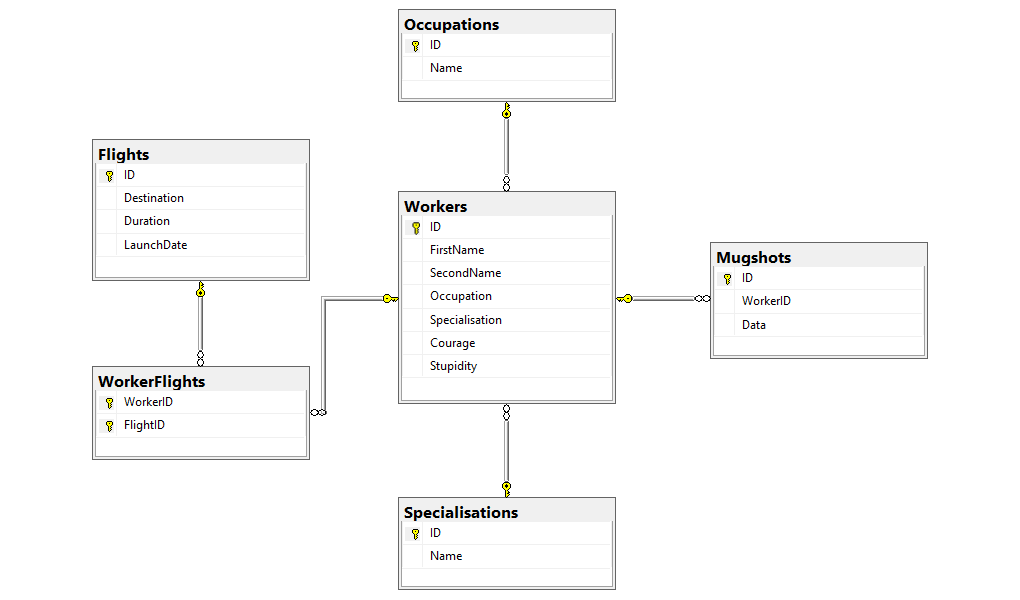 Occupations
ID
Name
Flights
ID
Destination
Duration
LaunchDate
Workers
ID
FirstName
SecondName
Occupation
Specialisation
Courage
Stupidity
Mugshots
ID
WorkerID
Data
WorkerFlights
WorkerID
FlightID
Specialisations
ID
Name